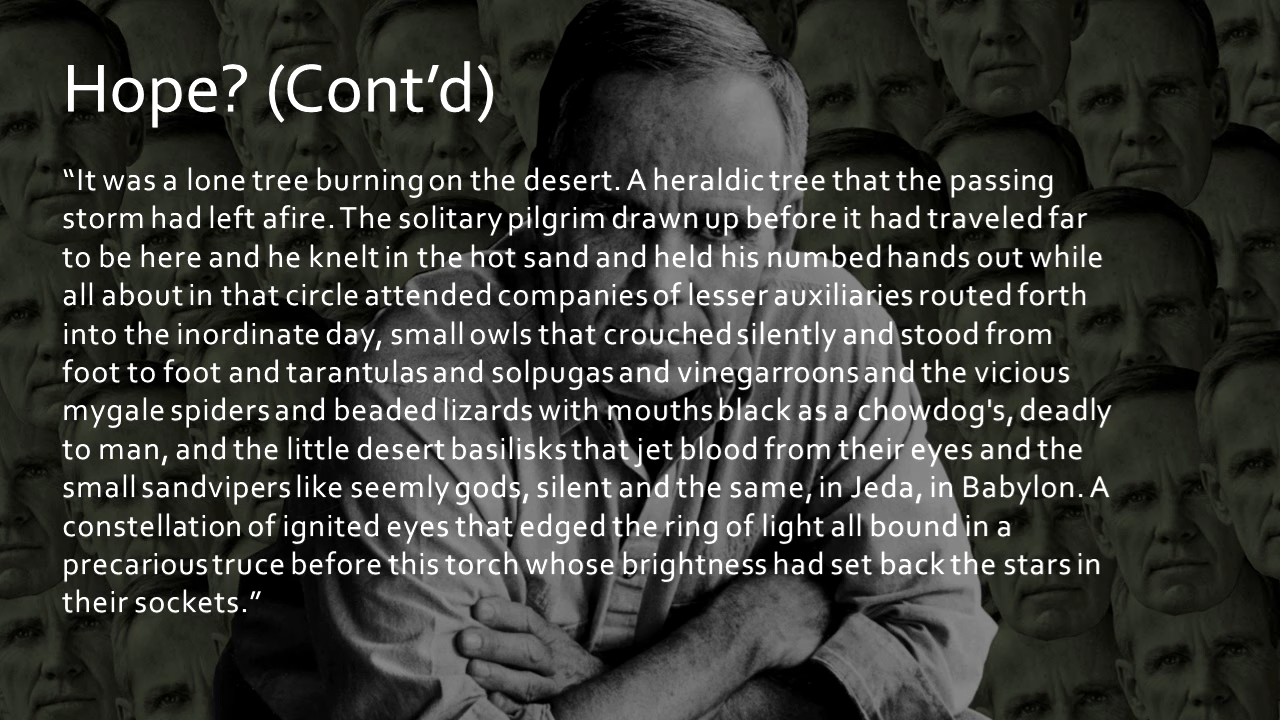 Hope? (Cont’d)
“It was a lone tree burning on the desert. A heraldic tree that the passing
storm had left afire. The solitary pilgrim drawn up before it had traveled far
to be here and he knelt in the hot sand and held his numbed hands out while
all about in that circle attended companies of lesser auxiliaries routed forth
into the inordinate day, small owls that crouched silently and stood from
foot to foot and tarantulas and solpugas and vinegarroons and the vicious
mygale spiders and beaded lizards with mouths black as a chowdog's, deadly
to man, and the little desert basilisks that jet blood from their eyes and the
small sandvipers like seemly gods, silent and the same, in Jeda, in Babylon. A
constellation of ignited eyes that edged the ring of light all bound in a
precarious truce before this torch whose brightness had set back the stars in
their sockets.”